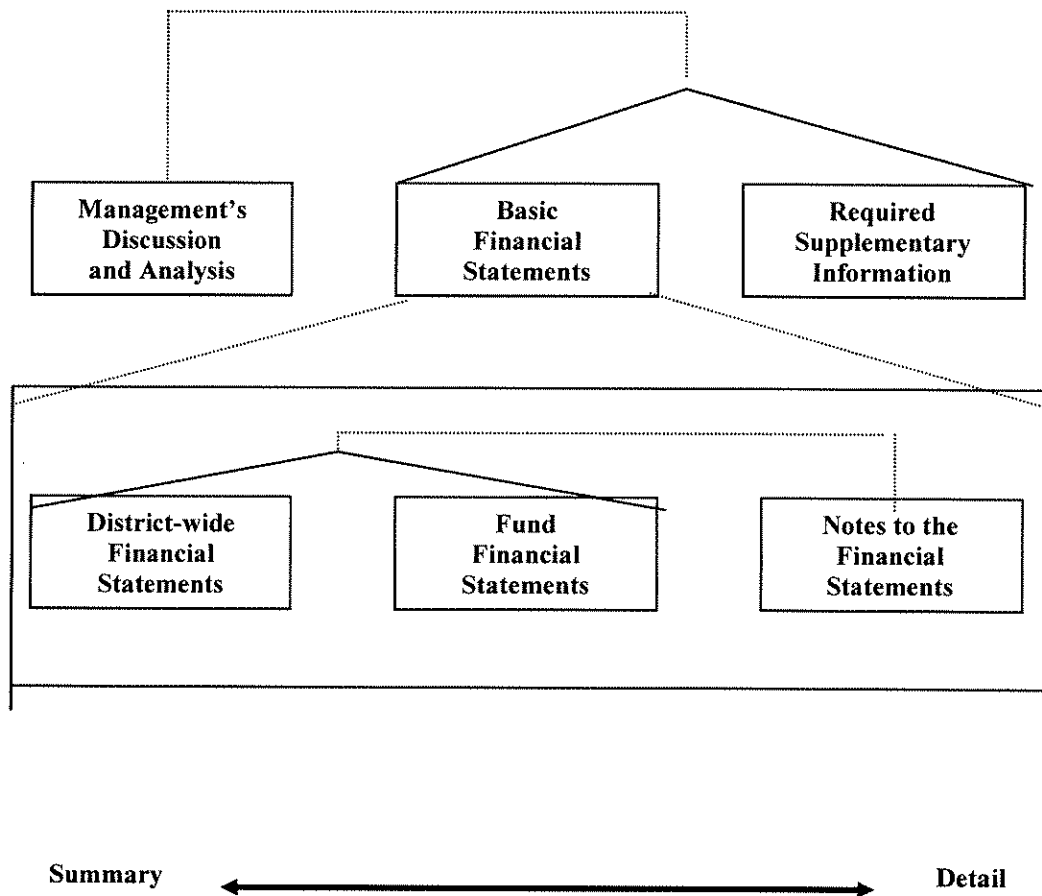 Management's
Discussion
and Analysis
Basic
Financial
Statements
Required
Supplementary
Information
District-wide
Financial
Statements
Fund
Financial
Statements
Notes to the
Financial
Statements
Summary
Detail